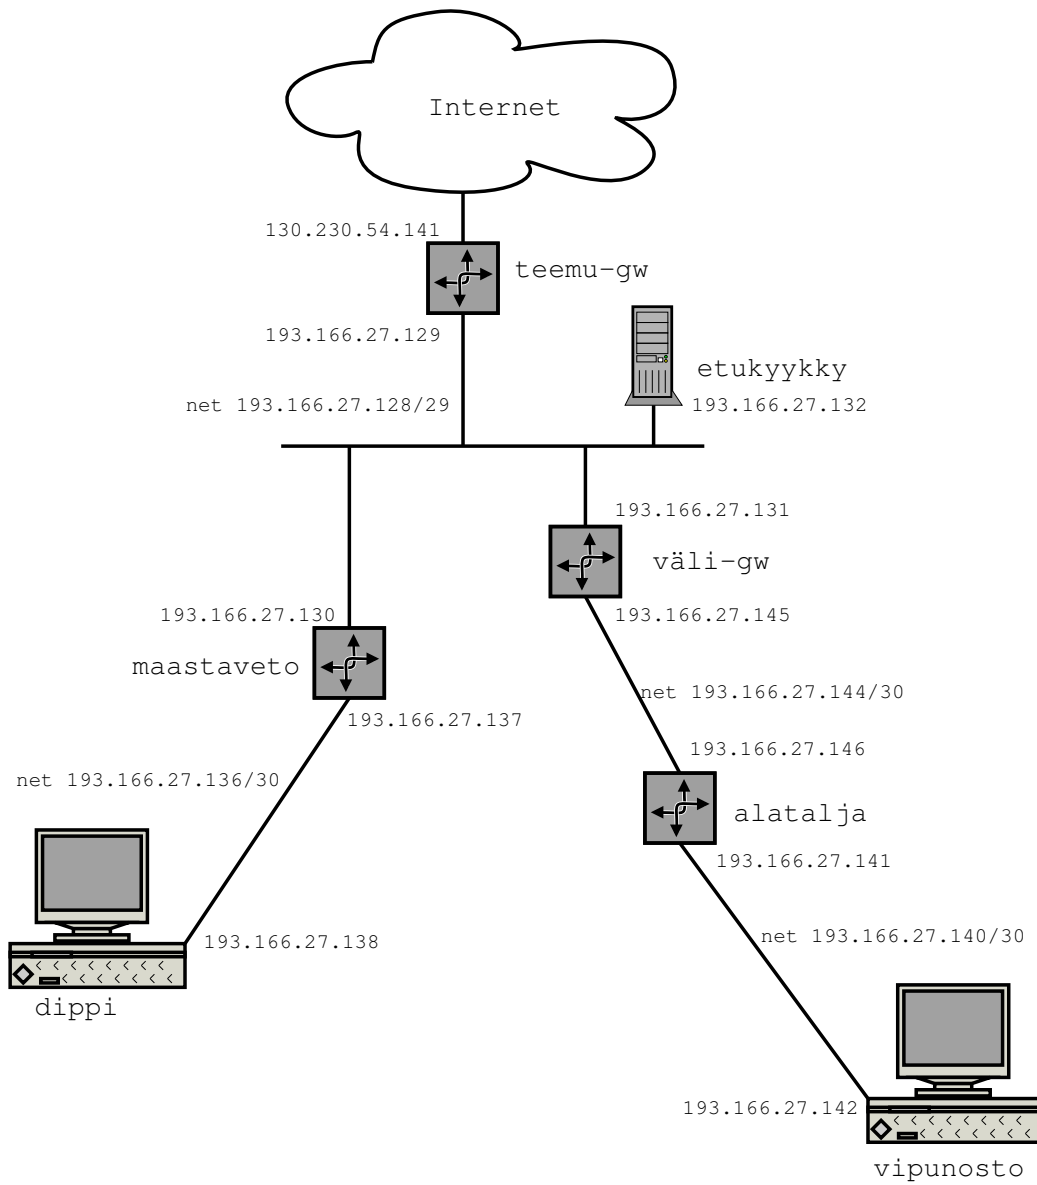 Internet
130.230.54.141
teemu-gw
193.166.27.129
etukyykky
net 193.166.27.128/29
193.166.27.132
193.166.27.131
väli-gw
193.166.27.130
193.166.27.145
maastaveto
net 193.166.27.144/30
193.166.27.137
193.166.27.146
net 193.166.27.136/30
alatalja
193.166.27.141
193.166.27.138
net 193.166.27.140/30
dippi
193.166.27.142
vipunosto